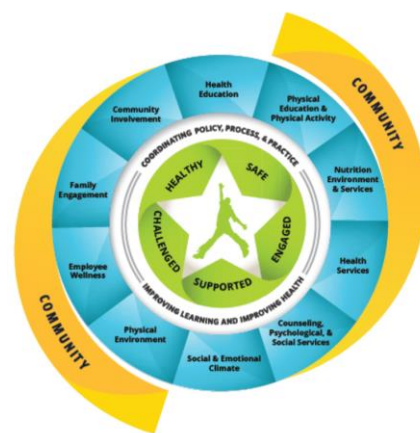 COMMUNITY
Health
Education
Physical
Education &
Physical Activity
Nutrition
Environment
& Services
Health
Services
Counseling,
Psychological, &
Social Services
Social & Emotional
Climate
Physical
Environment
Employee
Wellness
Family
Engagement
Community
Involvement
COORDINATING POLICY, PROCESS, & PRACTICE
IMPROVING LEARNING AND IMPROVING HEALTH
HEALTHY
SAFE
ENGAGED
SUPPORTED
CHALLENGED
COMMUNITY